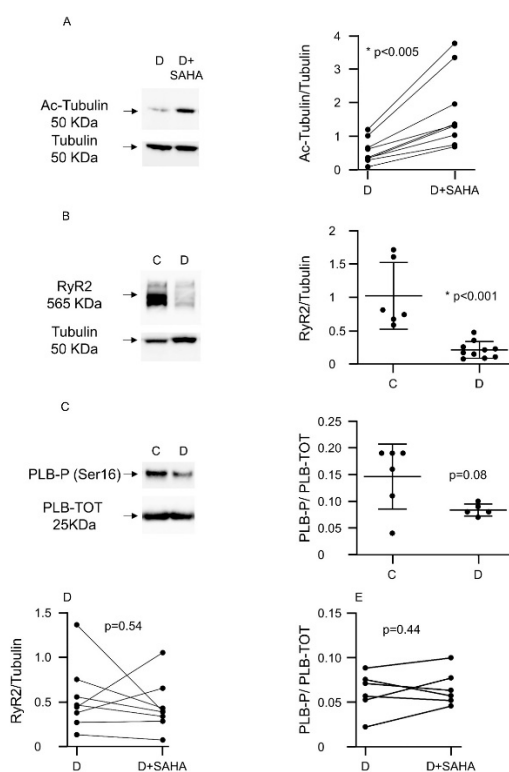 A
D
D+
SAHA
Ac-Tubulin
50 KDa
Tubulin
50 KDa
Ac-Tubulin/Tubulin
4
3
2
1
0
* p<0.005
D
D+SAHA
B
C
D
RyR2
565 KDa
Tubulin
50 KDa
RyR2/Tubulin
2
1.5
1
0.5
0
* p<0.001
C
D
C
C
D
PLB-P (Ser16)
PLB-TOT
25KDa
PLB-P/ PLB-TOT
0.25
0.20
0.15
0.10
0.05
0
p=0.08
C
D
D
RyR2/Tubulin
1.5
1.0
0.5
0
p=0.54
D
D+SAHA
E
PLB-P/ PLB-TOT
0.15
0.10
0.05
0
p=0.44
D
D+SAHA